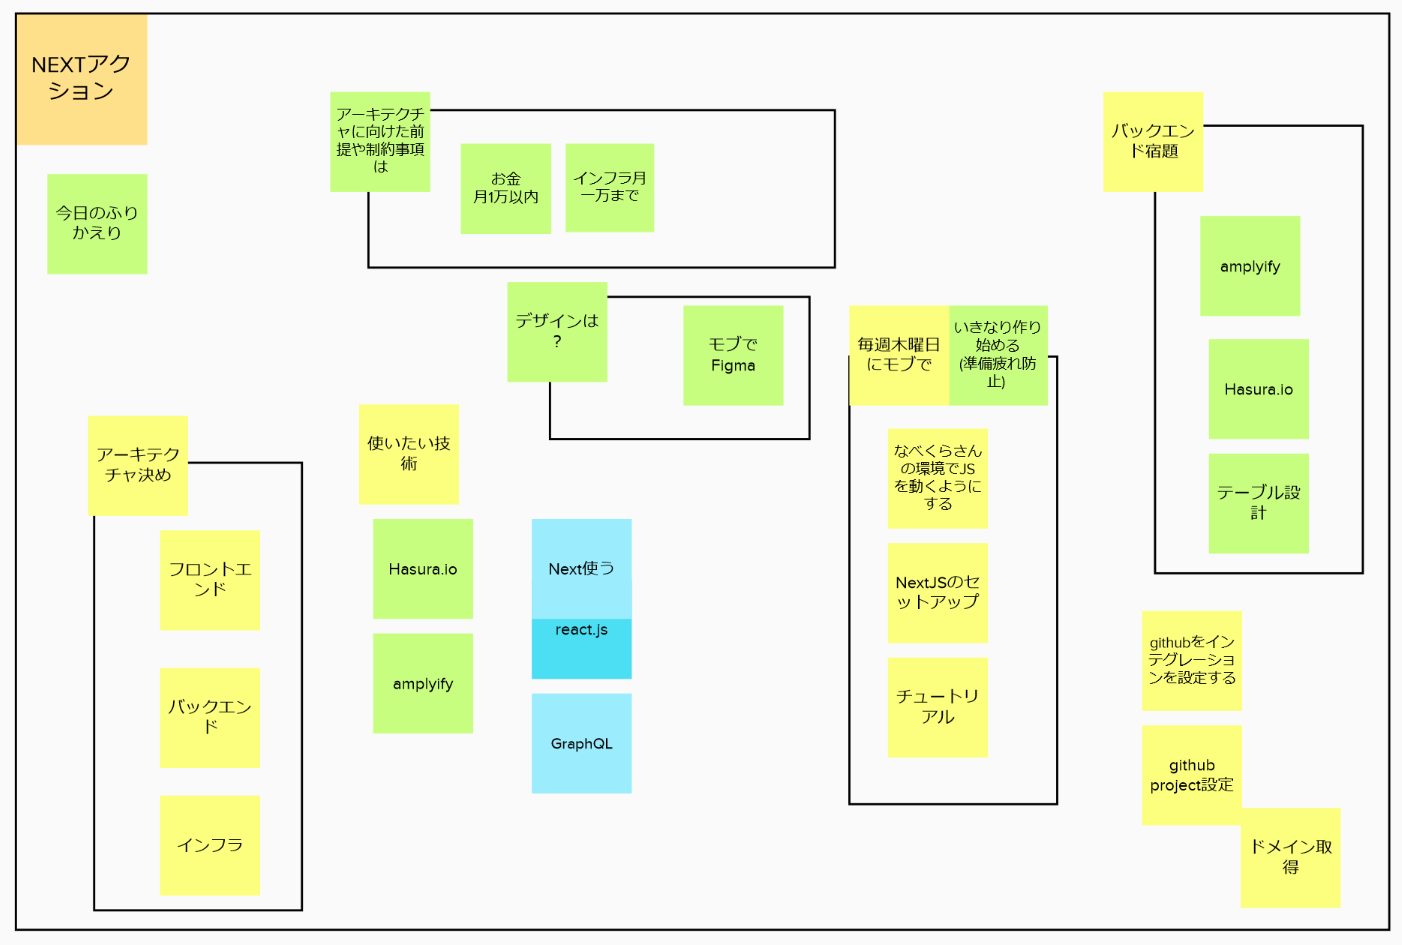 NEXTアク
ション
今日のふり
かえり
アーキテクチ
ャに向けた前
提や制約事項
は
お金
月1万以内
インフラ月
一万まで
デザインは
？
モブで
Figma
アーキテク
チャ決め
フロントエ
ンド
バックエン
ド
インフラ
使いたい技
術
Hasura.io
amplyify
Next使う
react.js
GraphQL
毎週木曜日
にモブで
いきなり作り
始める
(準備疲れ防
止)
なべくらさん
の環境でJS
を動くように
する
NextJSのセ
ットアップ
チュートリ
アル
バックエン
ド宿題
amplyify
Hasura.io
テーブル設
計
githubをイン
テグレーショ
ンを設定する
github
project設定
ドメイン取
得